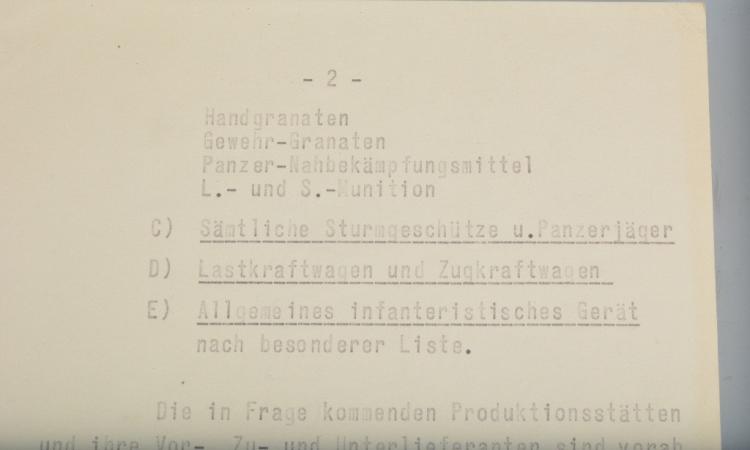 - 2 -
Handgranaten
Gewehr-Granaten
Panzer-Nahbekämpfungsmittel
L.- und S.-Munition
C) Sämtliche Sturmgeschütze u.Panzerjäger
D) Lastkraftwagen und Zugkraftwagen
E) Allgemeines infanteristisches Gerät
nach besonderer Liste.
Die in Frage kommenden Produktionsstätten
und ihre Vor-, Zu- und Unterlieferanten sind vorab